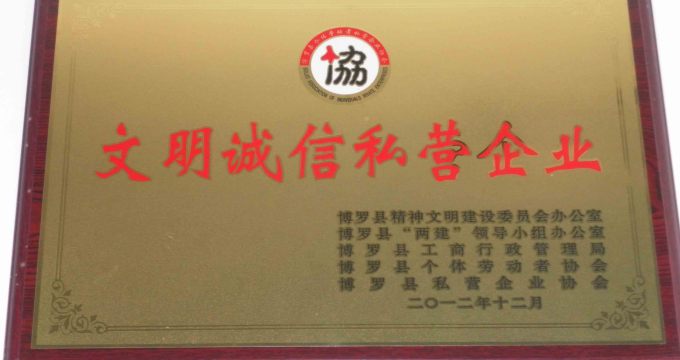 協
文明诚信私营企业
博罗县精神文明建设委员会办公室
博罗县“两建”领导小组办公室
博罗县工商行政管理局
博罗县个体劳动者协会
博罗县私营企业协会
二〇一二年十二月